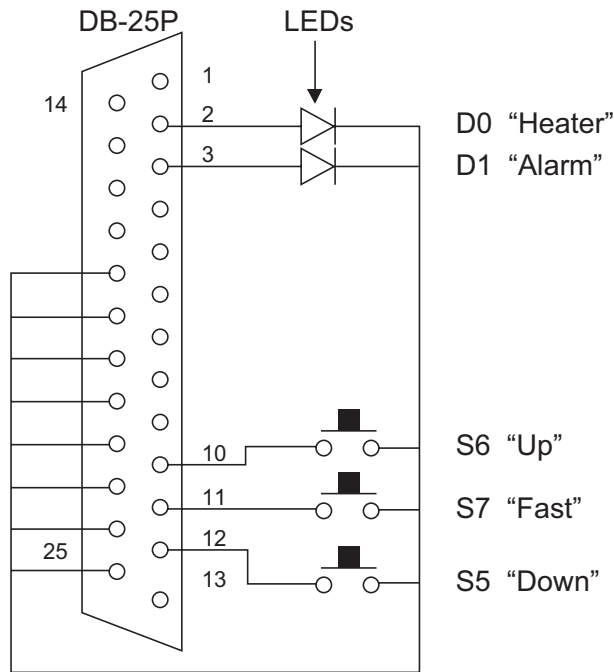 DB-25P
LEDs
1
14
2
D0 “Heater”
3
D1 “Alarm”
10
S6 “Up”
11
S7 “Fast”
12
25
13
S5 “Down”